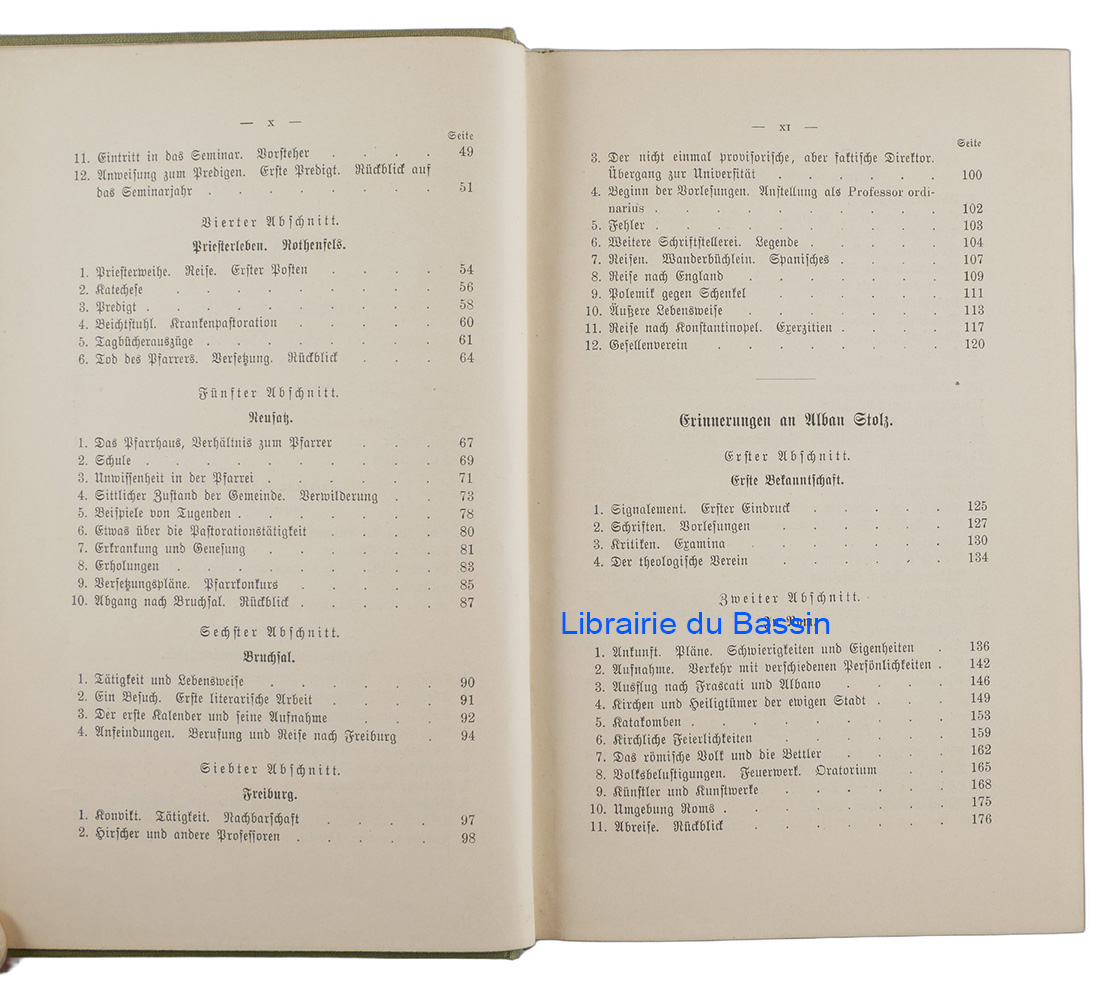 — X —
Seite
11. Eintritt in das Seminar. Vorsteher . . . . 49
12. Anweisung zum Predigen. Erste Predigt. Rückblick auf
das Seminarjahr . . . . . . . . 51
Vierter Abschnitt.
Priesterleben. Rothenfels.
1. Priesterweihe. Reise. Erster Posten . . . . 54
2. Katechese . . . . . . . . 56
3. Predigt . . . . . . . . . 58
4. Beichtstuhl. Krankenpastoration . . . . . 60
5. Tagbücherauszüge . . . . . . . 61
6. Tod des Pfarrers. Versetzung. Rückblick . . . 64
Fünfter Abschnitt.
Neusatz.
1. Das Pfarrhaus, Verhältnis zum Pfarrer . . . 67
2. Schule . . . . . . . . . 69
3. Unwissenheit in der Pfarrei . . . . . . 71
4. Sittlicher Zustand der Gemeinde. Verwilderung . . 73
5. Beispiele von Tugenden . . . . . . . 78
6. Etwas über die Pastorationstätigkeit . . . . 80
7. Erkrankung und Genesung . . . . . . 81
8. Erholungen . . . . . . . . 83
9. Versetzungspläne. Pfarrkonkurs . . . . . 85
10. Abgang nach Bruchsal. Rückblick . . . . . 87
Sechster Abschnitt.
Bruchsal.
1. Tätigkeit und Lebensweise . . . . . . 90
2. Ein Besuch. Erste literarische Arbeit . . . . 91
3. Der erste Kalender und seine Aufnahme . . . 92
4. Anfeindungen. Berufung und Reise nach Freiburg . 94
Siebter Abschnitt.
Freiburg.
1. Konvikt. Tätigkeit. Nachbarschaft . . . . 97
2. Hirscher und andere Professoren . . . . . 98
— XI —
Seite
3. Der nicht einmal provisorische, aber faktische Direktor.
Übergang zur Universität . . . . . . 100
4. Beginn der Vorlesungen. Anstellung als Professor ordi-
narius . . . . . . . . . 102
5. Fehler . . . . . . . . . 103
6. Weitere Schriftstellerei. Legende . . . . . 104
7. Reisen. Wanderbüchlein. Spanisches . . . . 107
8. Reise nach England . . . . . . 109
9. Polemik gegen Schenkel . . . . . . 111
10. Äußere Lebensweise . . . . . . . 113
11. Reise nach Konstantinopel. Exerzitien . . . . 117
12. Gesellenverein . . . . . . . . 120
Erinnerungen an Alban Stolz.
Erster Abschnitt.
Erste Bekanntschaft.
1. Signalement. Erster Eindruck . . . . . 125
2. Schriften. Vorlesungen . . . . . . 127
3. Kritiken. Examina . . . . . . . 130
4. Der theologische Verein . . . . . . 134
Zweiter Abschnitt.
In Rom.
Librairie du Bassin
1. Ankunft. Pläne. Schwierigkeiten und Eigenheiten . 136
2. Aufnahme. Verkehr mit verschiedenen Persönlichkeiten . 142
3. Ausflug nach Frascati und Albano . . . . 146
4. Kirchen und Heiligtümer der ewigen Stadt . . . 149
5. Katakomben . . . . . . . . 153
6. Kirchliche Feierlichkeiten . . . . . . 159
7. Das römische Volk und die Bettler . . . . 162
8. Volksbelustigungen. Feuerwerk. Oratorium . . 165
9. Künstler und Kunstwerke . . . . . . 168
10. Umgebung Roms . . . . . . . . 175
11. Abreise. Rückblick . . . . . . . 176